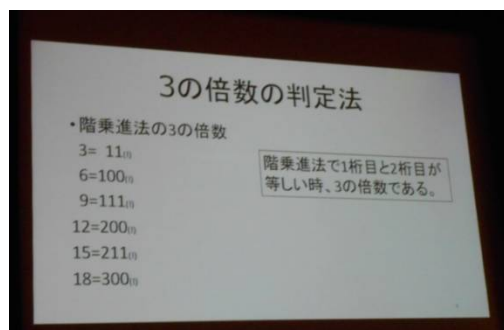 3の倍数の判定法
・階乗進法の3の倍数
3= 11(!)
6=100(!)
9=111(!)
12=200(!)
15=211(!)
18=300(!)
階乗進法で1桁目と2桁目が
等しい時、3の倍数である。